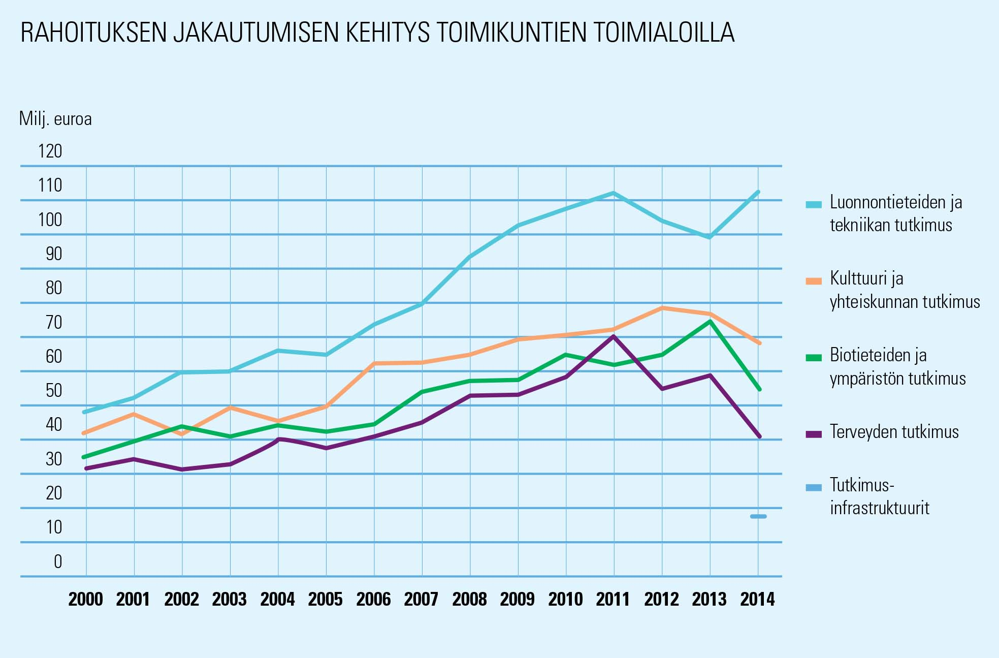 RAHOITUKSEN JAKAUTUMISEN KEHITYS TOIMIKUNTIEN TOIMIALOILLA
Milj. euroa
120
110
100
90
80
70
60
50
40
30
20
10
0
2000 2001 2002 2003 2004 2005 2006 2007 2008 2009 2010 2011 2012 2013 2014
Luonnontieteiden ja
tekniikan tutkimus
Kulttuuri ja
yhteiskunnan tutkimus
Biotieteiden ja
ympäristön tutkimus
Terveyden tutkimus
Tutkimus-
infrastruktuurit